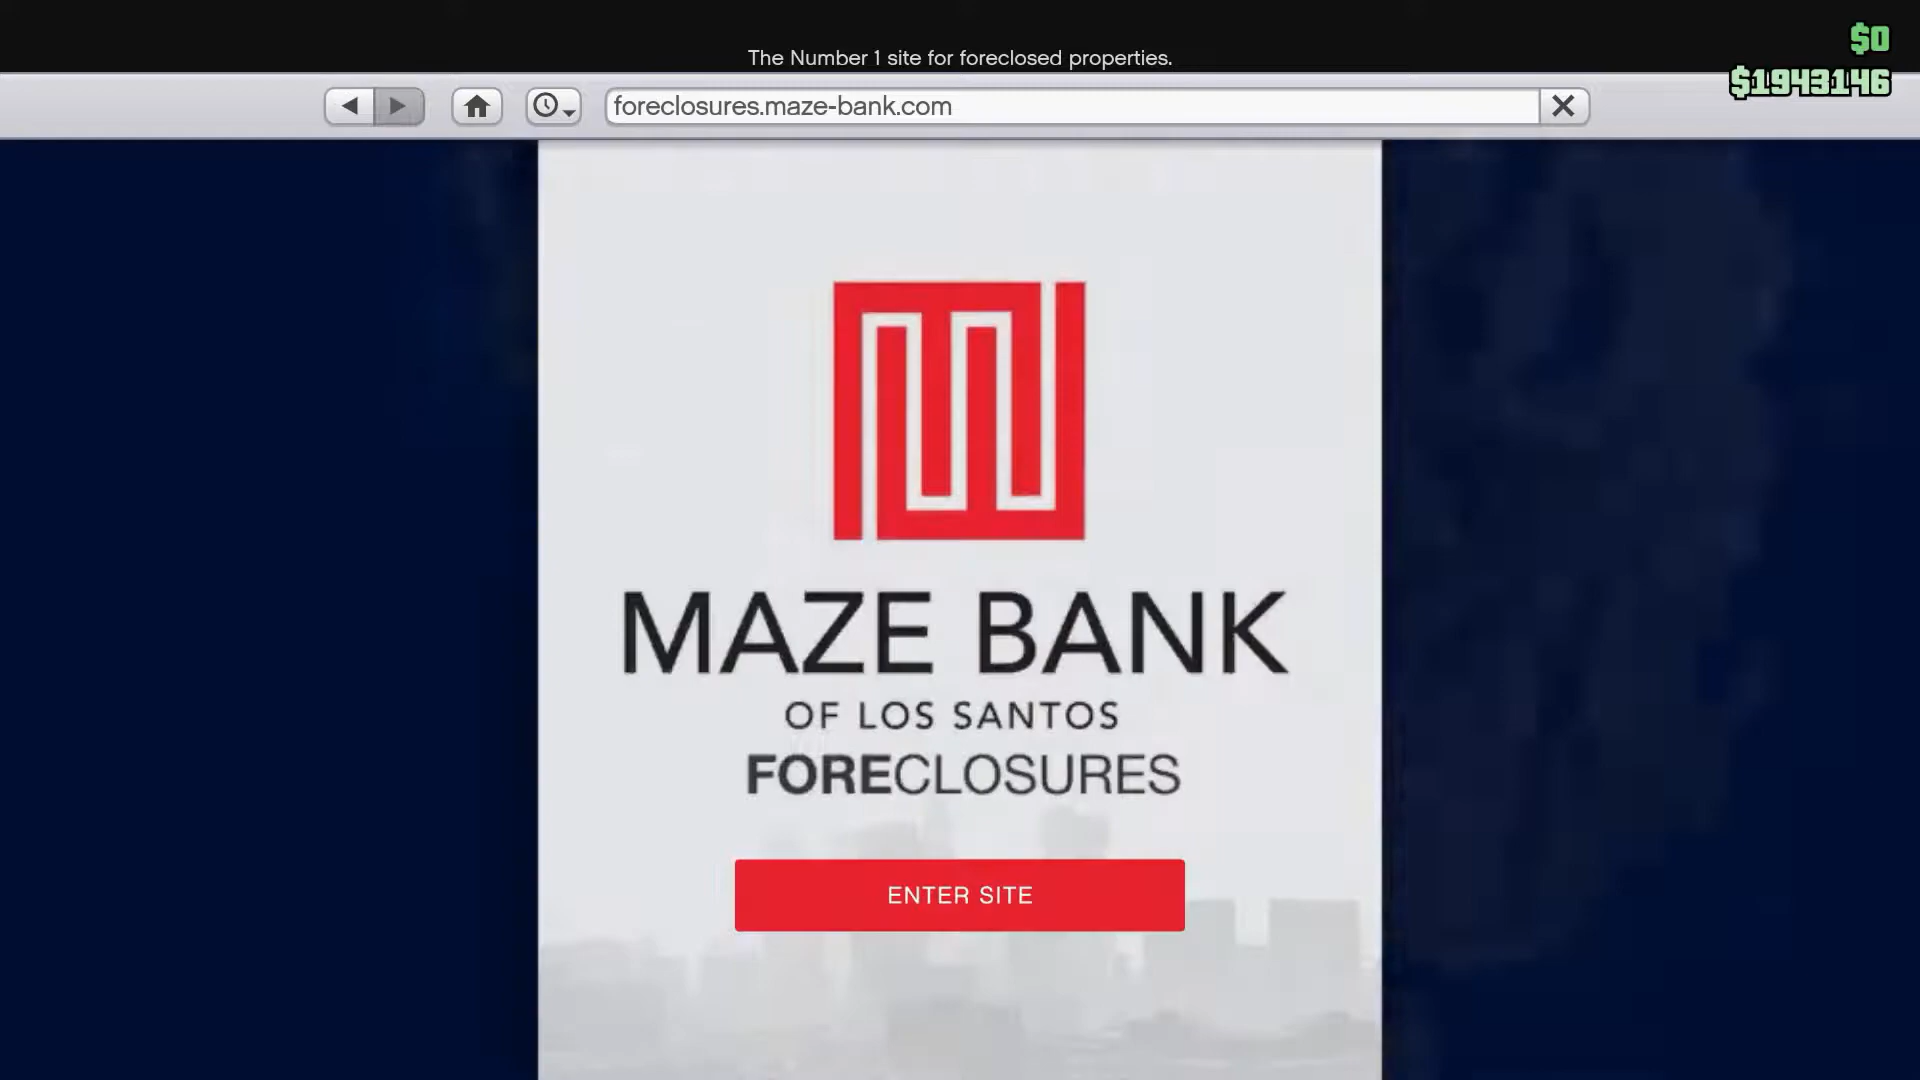 $0
The Number 1 site for foreclosed properties.
$1943146
foreclosures.maze-bank.com
MAZE BANK
OF LOS SANTOS
FORECLOSURES
ENTER SITE